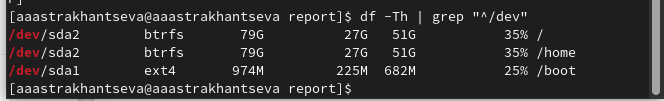 [aaastrakhantseva@aaastrakhantseva report]$ df -Th | grep "^/dev"
/dev/sda2      btrfs       79G         27G  51G          35% /
/dev/sda2      btrfs       79G         27G  51G          35% /home
/dev/sda1      ext4       974M        225M 682M          25% /boot
[aaastrakhantseva@aaastrakhantseva report]$